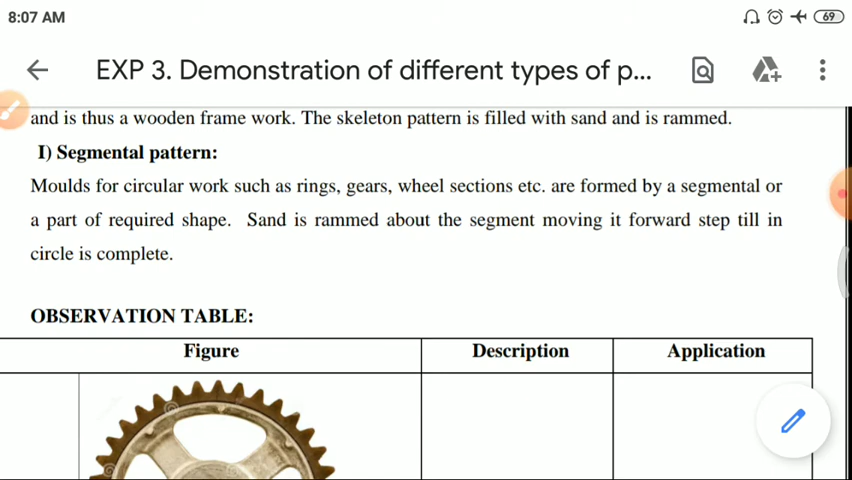 8:07 AM
69
EXP 3. Demonstration of different types of p...
and is thus a wooden frame work. The skeleton pattern is filled with sand and is rammed.
I) Segmental pattern:
Moulds for circular work such as rings, gears, wheel sections etc. are formed by a segmental or
a part of required shape. Sand is rammed about the segment moving it forward step till in
circle is complete.
OBSERVATION TABLE:
Figure Description Application